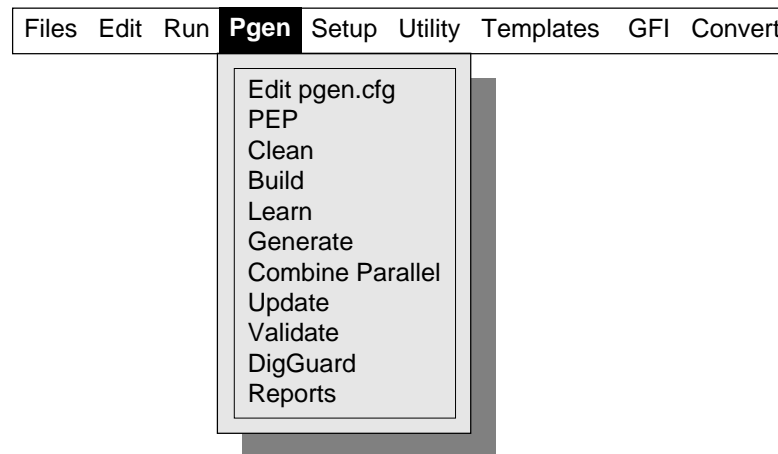 Files Edit Run Pgen Setup Utility Templates GFI Convert
Edit pgen.cfg
PEP
Clean
Build
Learn
Generate
Combine Parallel
Update
Validate
DigGuard
Reports